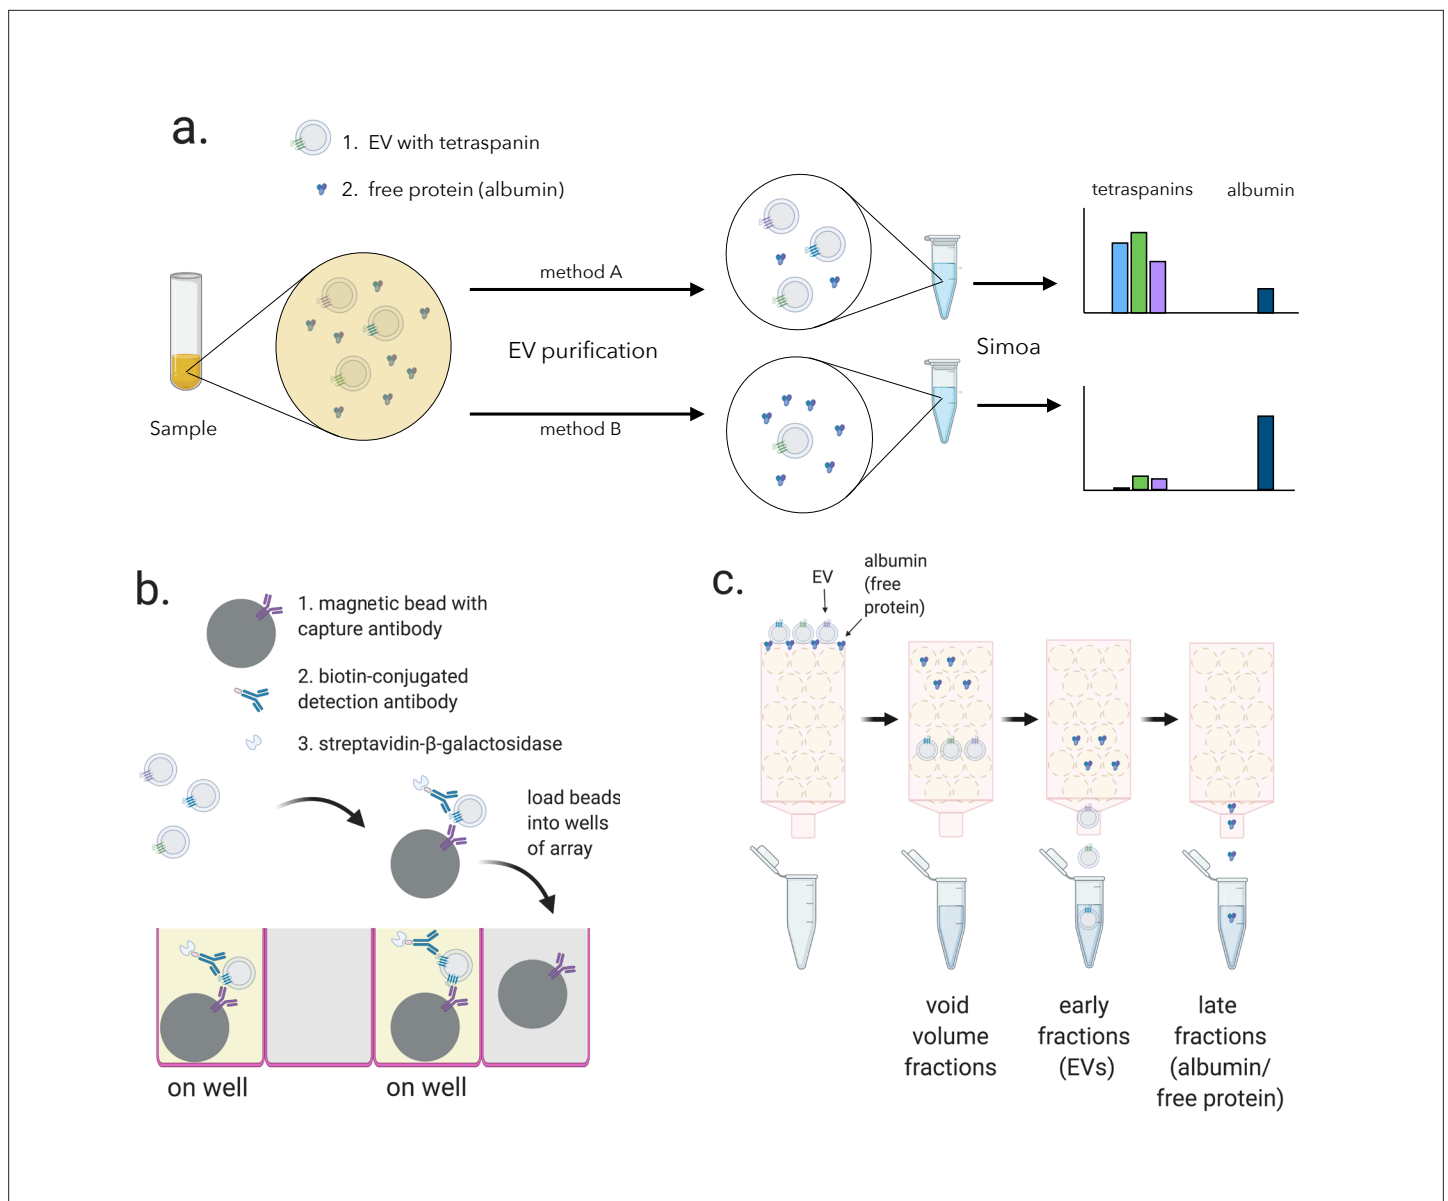 a.
1. EV with tetraspanin
2. free protein (albumin)
Sample
method A
EV purification
method B
Simoa
tetraspanins
albumin
b.
1. magnetic bead with
capture antibody
2. biotin-conjugated
detection antibody
3. streptavidin-β-galactosidase
load beads
into wells
of array
on well
on well
c.
EV
albumin
(free
protein)
void
volume
fractions
early
fractions
(EVs)
late
fractions
(albumin/
free protein)